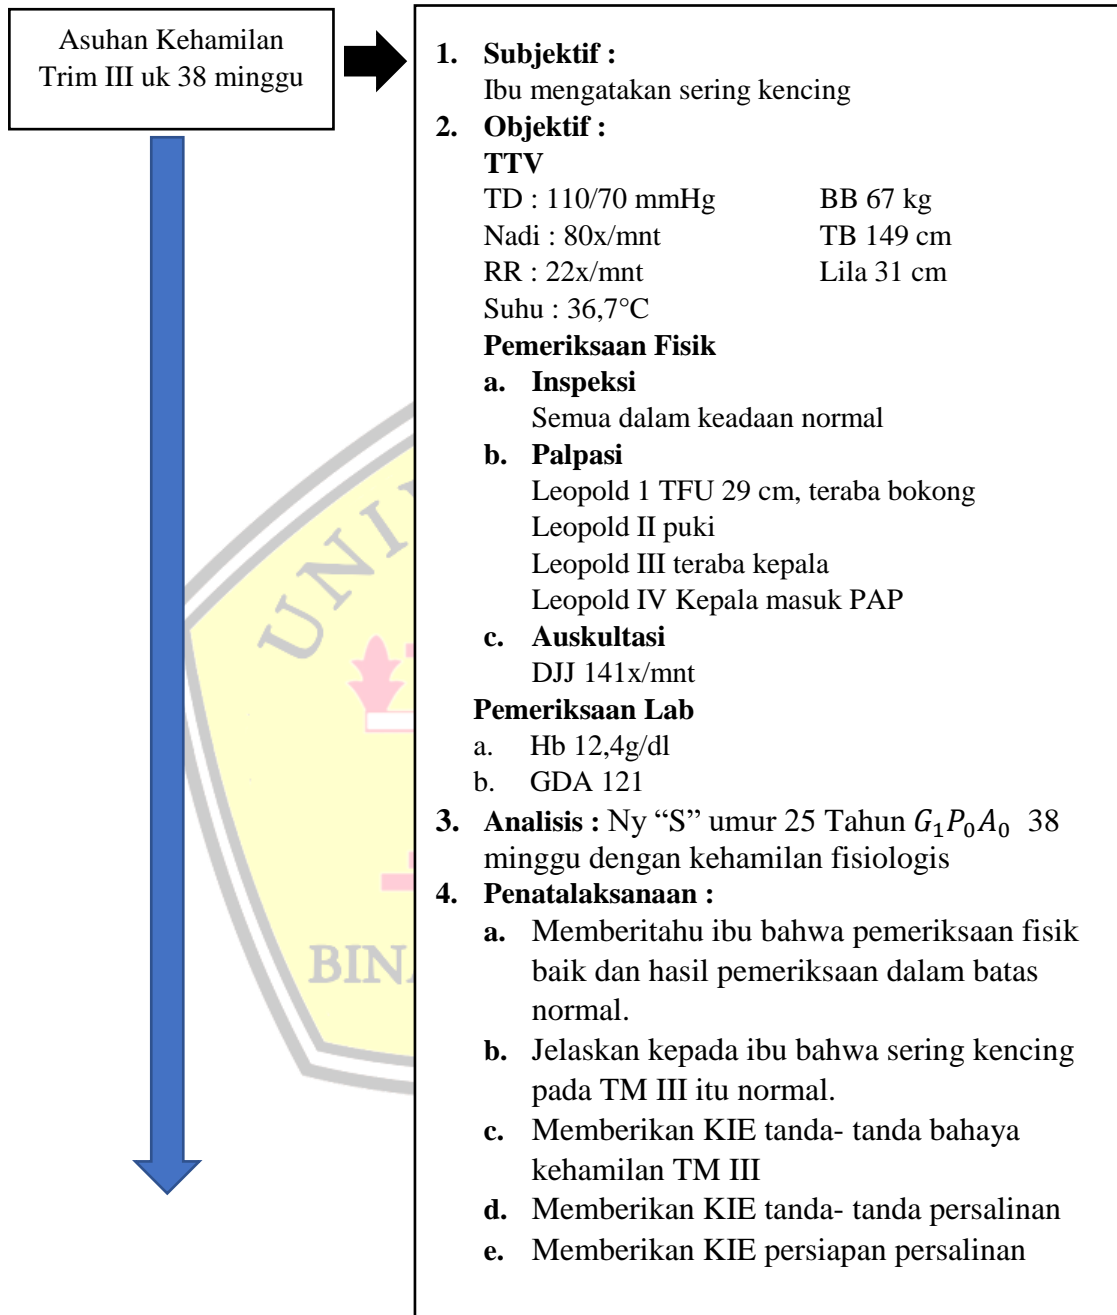 Asuhan Kehamilan
Trim III uk 38 minggu
1. Subjektif :
Ibu mengatakan sering kencing
2. Objektif :
TTV
TD : 110/70 mmHg BB 67 kg
Nadi : 80x/mnt TB 149 cm
RR : 22x/mnt Lila 31 cm
Suhu : 36,7°C
Pemeriksaan Fisik
a. Inspeksi
Semua dalam keadaan normal
b. Palpasi
Leopold 1 TFU 29 cm, teraba bokong
Leopold II puki
Leopold III teraba kepala
Leopold IV Kepala masuk PAP
c. Auskultasi
DJJ 141x/mnt
Pemeriksaan Lab
a. Hb 12,4g/dl
b. GDA 121
3. Analisis : Ny “S” umur 25 Tahun G₁P₀A₀ 38
minggu dengan kehamilan fisiologis
4. Penatalaksanaan :
a. Memberitahu ibu bahwa pemeriksaan fisik
baik dan hasil pemeriksaan dalam batas
normal.
b. Jelaskan kepada ibu bahwa sering kencing
pada TM III itu normal.
c. Memberikan KIE tanda- tanda bahaya
kehamilan TM III
d. Memberikan KIE tanda- tanda persalinan
e. Memberikan KIE persiapan persalinan